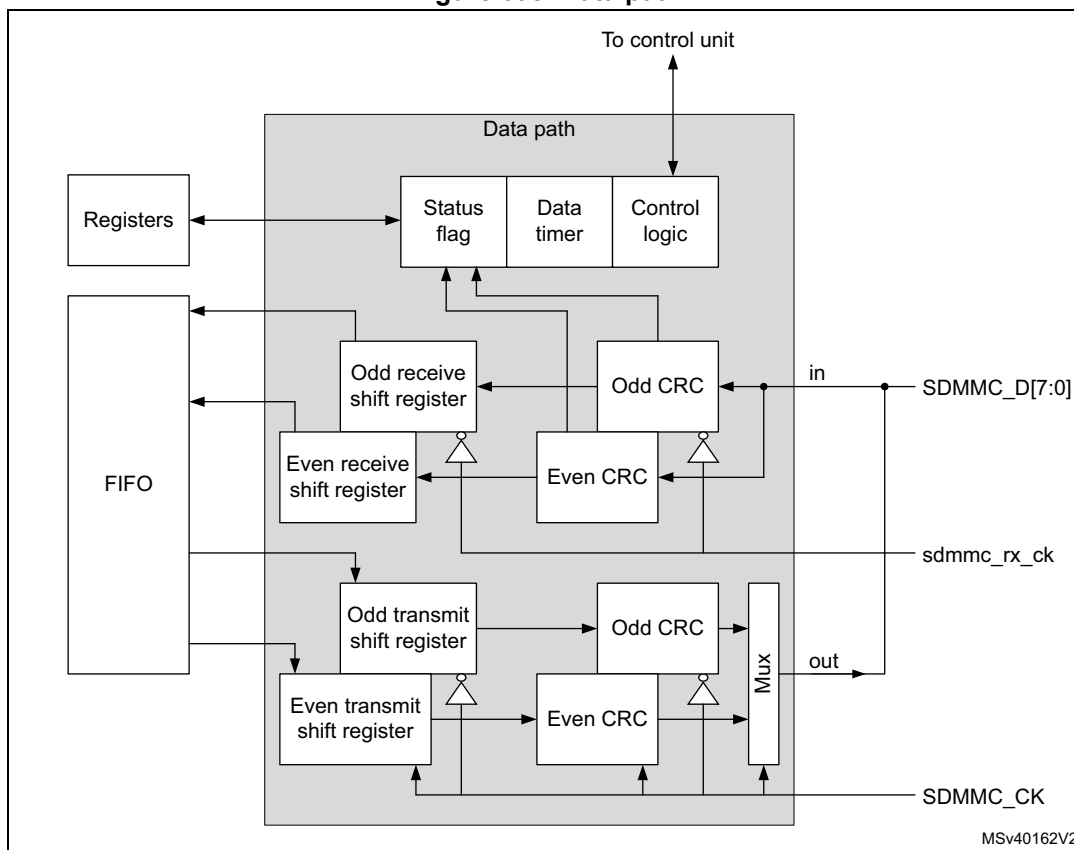 To control unit
Data path
Registers
Status
flag
Data
timer
Control
logic
FIFO
Odd receive
shift register
Odd CRC
in
SDMMC_D[7:0]
Even receive
shift register
Even CRC
sdmmc_rx_ck
Odd transmit
shift register
Odd CRC
Mux
out
Even transmit
shift register
Even CRC
SDMMC_CK
MSv40162V2